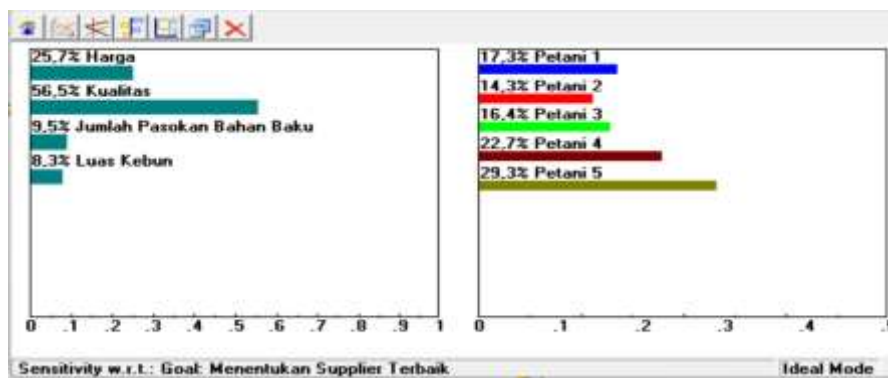 25,7% Harga
56,5% Kualitas
9,5% Jumlah Pasokan Bahan Baku
8,3% Luas Kebun
0 .1 .2 .3 .4 .5 .6 .7 .8 .9 1
17,3% Petani 1
14,3% Petani 2
16,4% Petani 3
22,7% Petani 4
29,3% Petani 5
0 .1 .2 .3 .4 .5
Sensitivity w.r.t.: Goal: Menentukan Supplier Terbaik
Ideal Mode